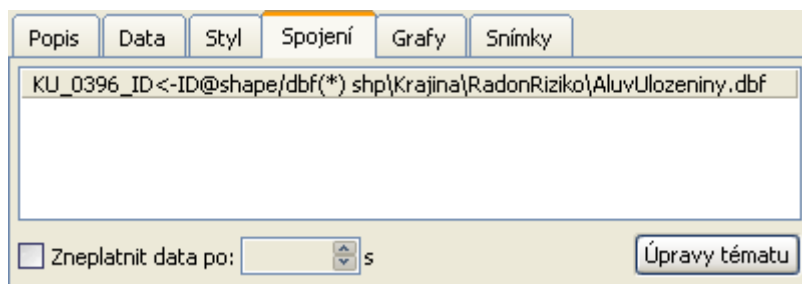 Popis Data Styl Spojení Grafy Snímky
KU_0396_ID<-ID@shape/dbf(*) shp\Krajina\RadonRiziko\AluvUlozeniny.dbf
Zneplatnit data po: s Úpravy tématu